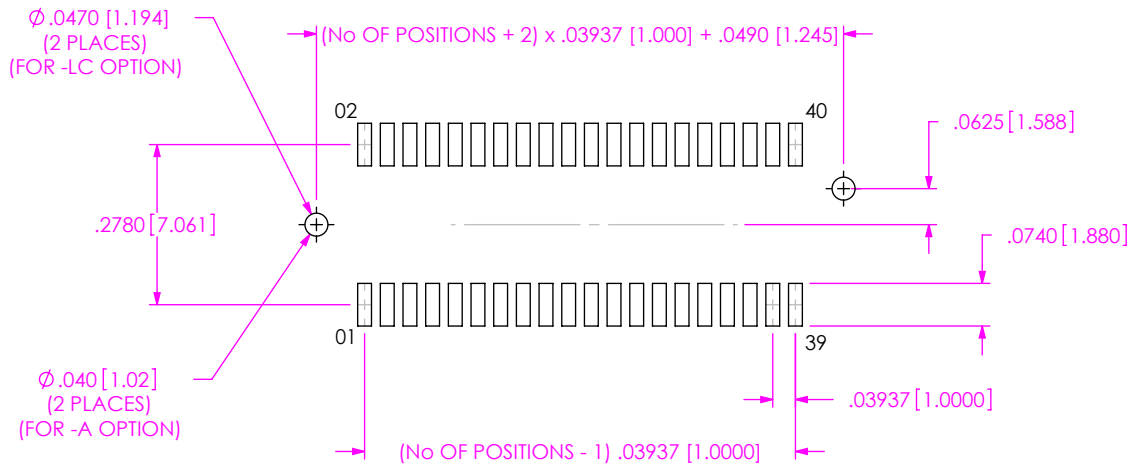 Ø.0470 [1.194]
(2 PLACES)
(FOR -LC OPTION)
(No OF POSITIONS + 2) x .03937 [1.000] + .0490 [1.245]
02
40
.0625[1.588]
.2780[7.061]
.0740[1.880]
01
39
Ø.040[1.02]
(2 PLACES)
(FOR -A OPTION)
.03937[1.0000]
(No OF POSITIONS - 1) .03937 [1.0000]